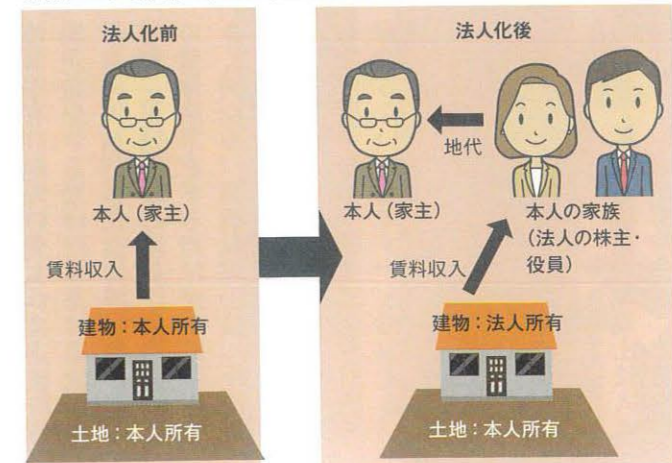 法人化前
本人（家主）
賃料収入
建物：本人所有
土地：本人所有
法人化後
地代
本人（家主）
本人の家族
（法人の株主・
役員）
賃料収入
建物：法人所有
土地：本人所有